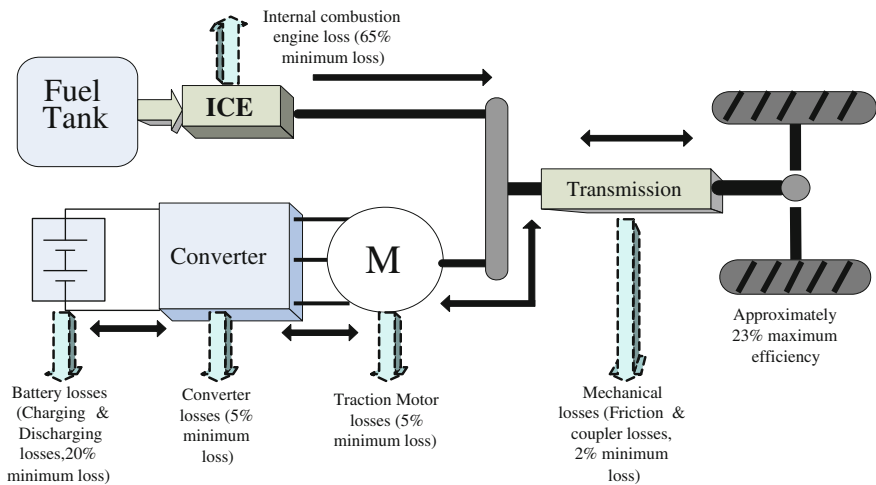 Internal combustion
engine loss (65%
minimum loss)
Fuel
Tank
ICE
Transmission
Converter
M
Approximately
23% maximum
efficiency
Battery losses
(Charging &
Discharging
losses,20%
minimum loss)
Converter
losses (5%
minimum
loss)
Traction Motor
losses (5%
minimum loss)
Mechanical
losses (Friction &
coupler losses,
2% minimum
loss)